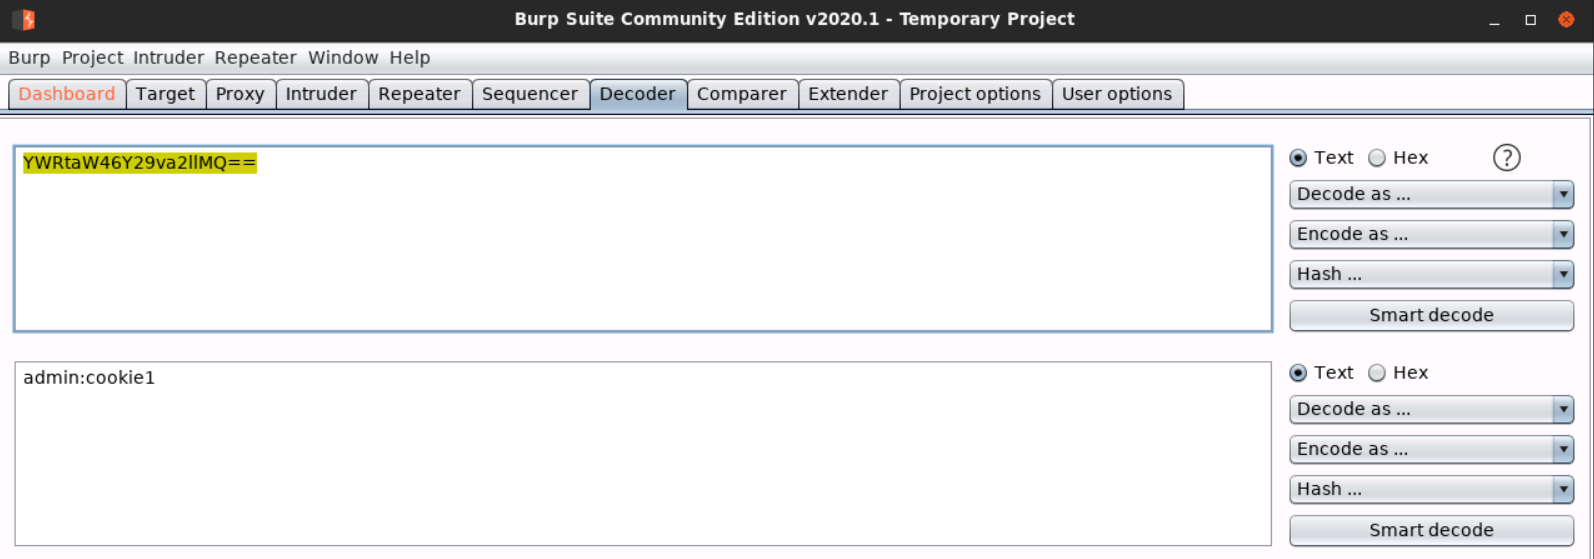 Burp Suite Community Edition v2020.1 - Temporary Project
Burp Project Intruder Repeater Window Help
Dashboard Target Proxy Intruder Repeater Sequencer Decoder Comparer Extender Project options User options
YWRtaW46Y29va2llMQ==
Text Hex ?
Decode as ...
Encode as ...
Hash ...
Smart decode
admin:cookie1
Text Hex
Decode as ...
Encode as ...
Hash ...
Smart decode